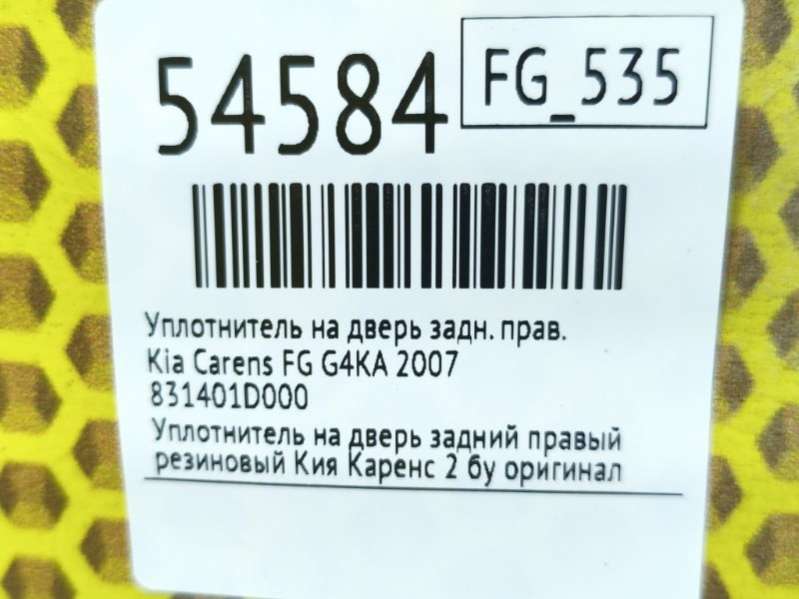 54584
FG_535
Уплотнитель на дверь задн. прав.
Kia Carens FG G4KA 2007
831401D000
Уплотнитель на дверь задний правый
резиновый Кия Каренс 2 бу оригинал